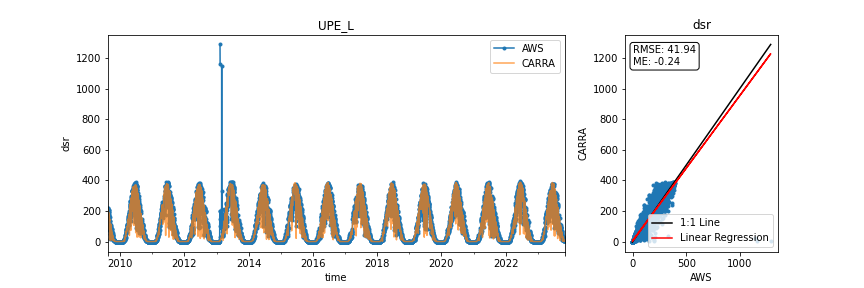 UPE_L
dsr
1200
1000
800
600
400
200
0
dsr
AWS
CARRA
2010
2012
2014
2016
2018
2020
2022
time
dsr
1200
1000
800
600
400
200
0
CARRA
RMSE: 41.94
ME: -0.24
1:1 Line
Linear Regression
0
500
1000
AWS